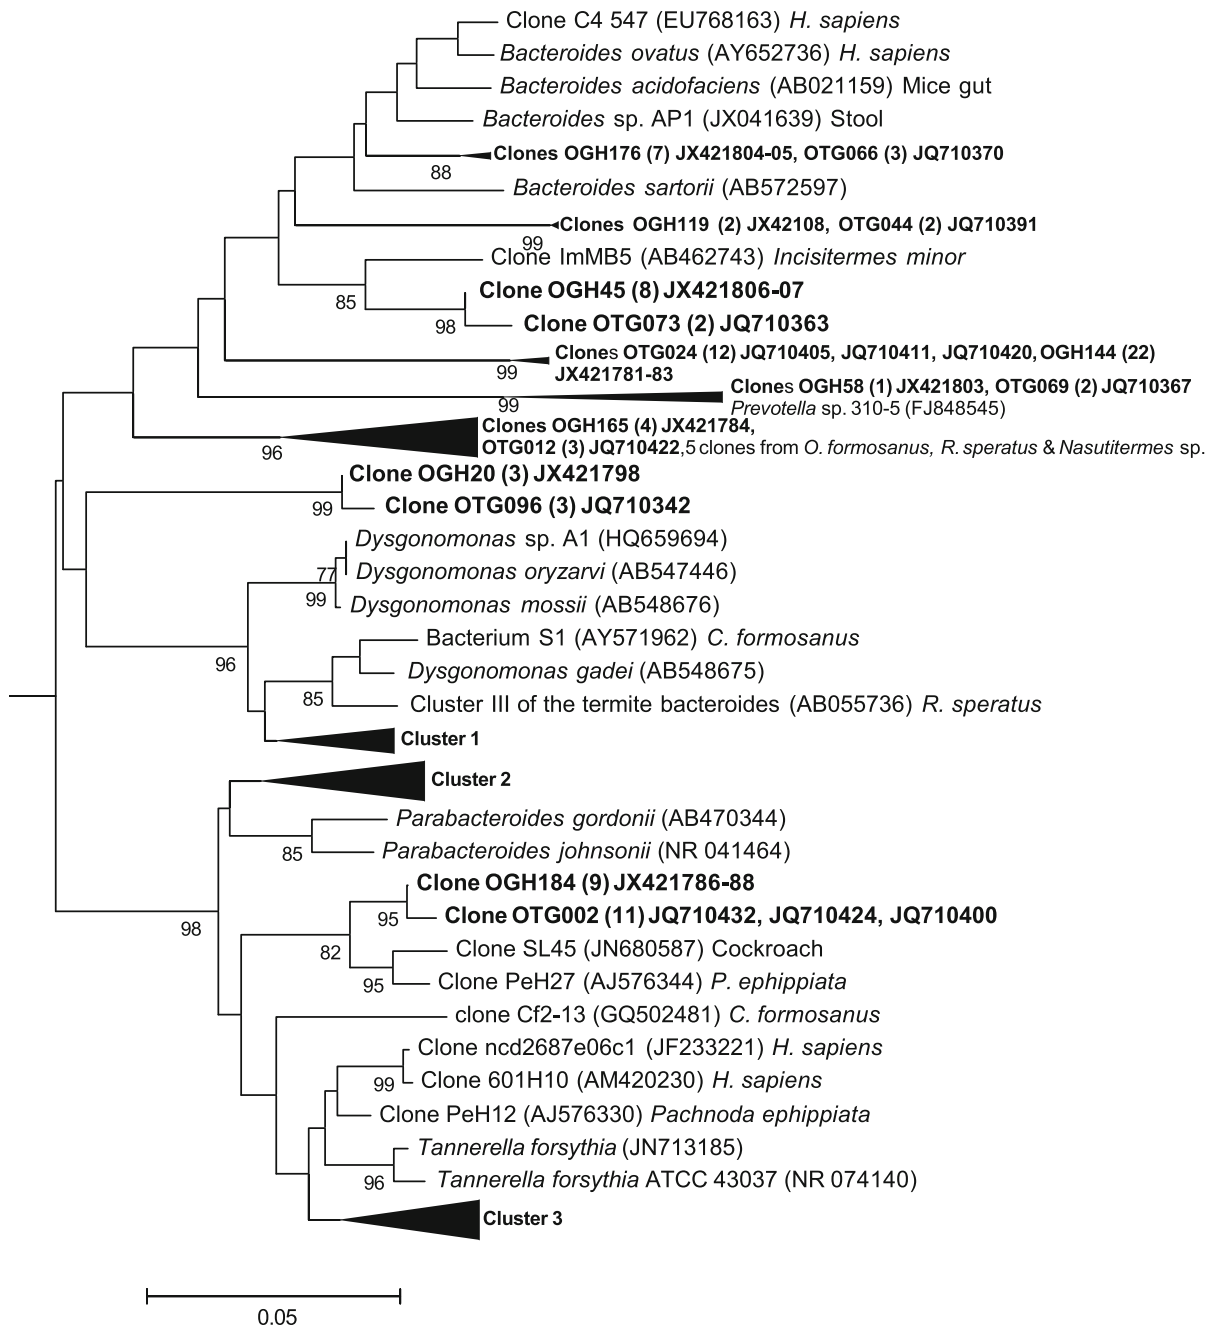 Clone C4 547 (EU768163) H. sapiens
Bacteroides ovatus (AY652736) H. sapiens
Bacteroides acidofaciens (AB021159) Mice gut
Bacteroides sp. AP1 (JX041639) Stool
Clones OGH176 (7) JX421804-05, OTG066 (3) JQ710370
88
Bacteroides sartorii (AB572597)
Clones OGH119 (2) JX42108, OTG044 (2) JQ710391
99
Clone ImMB5 (AB462743) Incisitermes minor
85
Clone OGH45 (8) JX421806-07
98
Clone OTG073 (2) JQ710363
Clones OTG024 (12) JQ710405, JQ710411, JQ710420, OGH144 (22)
JX421781-83
99
Clones OGH58 (1) JX421803, OTG069 (2) JQ710367
Prevotella sp. 310-5 (FJ848545)
99
Clones OGH165 (4) JX421784,
OTG012 (3) JQ710422, 5 clones from O. formosanus, R. speratus & Nasutitermes sp.
96
Clone OGH20 (3) JX421798
99
Clone OTG096 (3) JQ710342
Dysgonomonas sp. A1 (HQ659694)
77
Dysgonomonas oryzarvi (AB547446)
99
Dysgonomonas mossii (AB548676)
Bacterium S1 (AY571962) C. formosanus
96
Dysgonomonas gadei (AB548675)
85
Cluster III of the termite bacteroides (AB055736) R. speratus
Cluster 1
Cluster 2
Parabacteroides gordonii (AB470344)
85
Parabacteroides johnsonii (NR 041464)
Clone OGH184 (9) JX421786-88
95
Clone OTG002 (11) JQ710432, JQ710424, JQ710400
98
82
Clone SL45 (JN680587) Cockroach
95
Clone PeH27 (AJ576344) P. ephippiata
clone Cf2-13 (GQ502481) C. formosanus
Clone ncd2687e06c1 (JF233221) H. sapiens
99
Clone 601H10 (AM420230) H. sapiens
Clone PeH12 (AJ576330) Pachnoda ephippiata
Tannerella forsythia (JN713185)
96
Tannerella forsythia ATCC 43037 (NR 074140)
Cluster 3
0.05